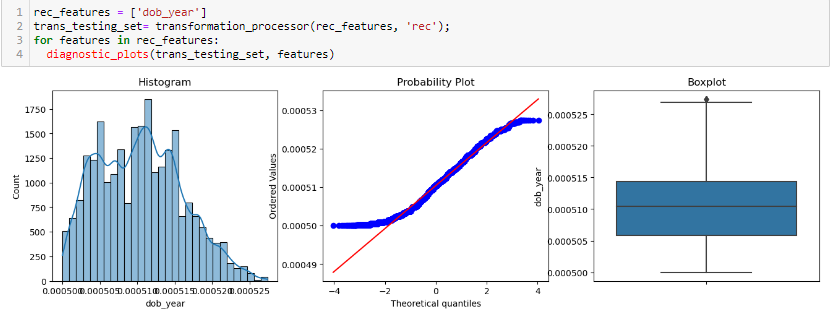 1 rec_features = ['dob_year']
2 trans_testing_set= transformation_processor(rec_features, 'rec');
3 for features in rec_features:
4 diagnostic_plots(trans_testing_set, features)
Histogram
Count
1750
1500
1250
1000
750
500
250
0
0.000500 0.000505 0.000510 0.000515 0.000520 0.000525
dob_year
Probability Plot
Ordered Values
0.00053
0.00052
0.00051
0.00050
0.00049
−4 −2 0 2 4
Theoretical quantiles
Boxplot
dob_year
0.000525
0.000520
0.000515
0.000510
0.000505
0.000500